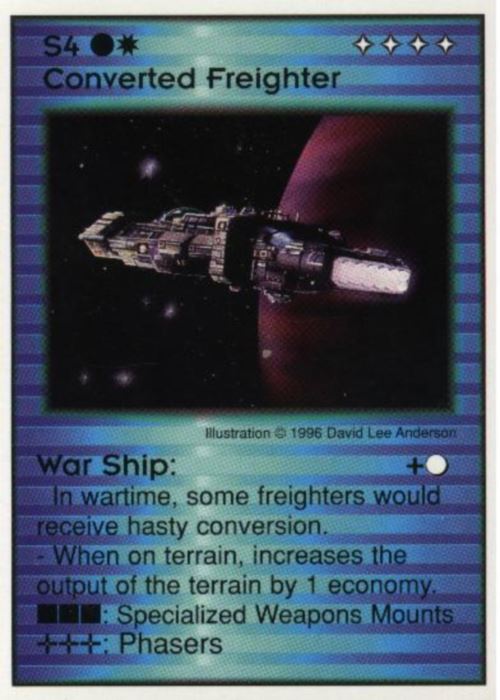 S4
Converted Freighter
Illustration © 1996 David Lee Anderson
War Ship: +
In wartime, some freighters would
receive hasty conversion.
- When on terrain, increases the
output of the terrain by 1 economy.
■■■: Specialized Weapons Mounts
✛✛✛: Phasers